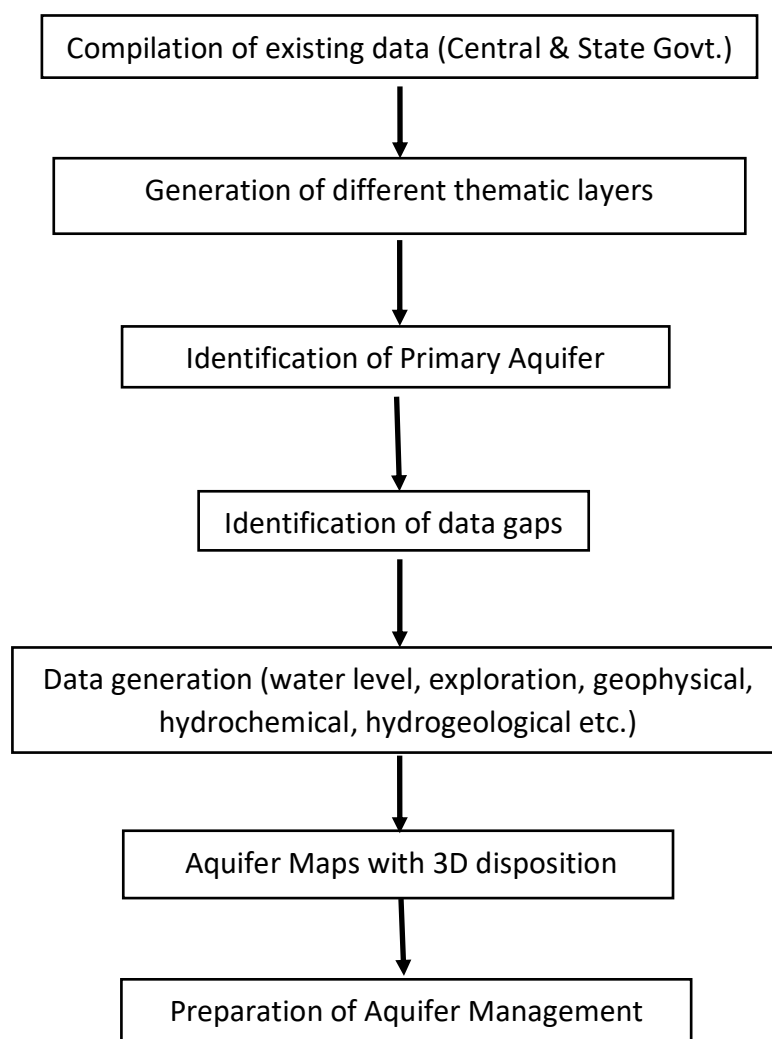 Compilation of existing data (Central & State Govt.)
Generation of different thematic layers
Identification of Primary Aquifer
Identification of data gaps
Data generation (water level, exploration, geophysical,
hydrochemical, hydrogeological etc.)
Aquifer Maps with 3D disposition
Preparation of Aquifer Management